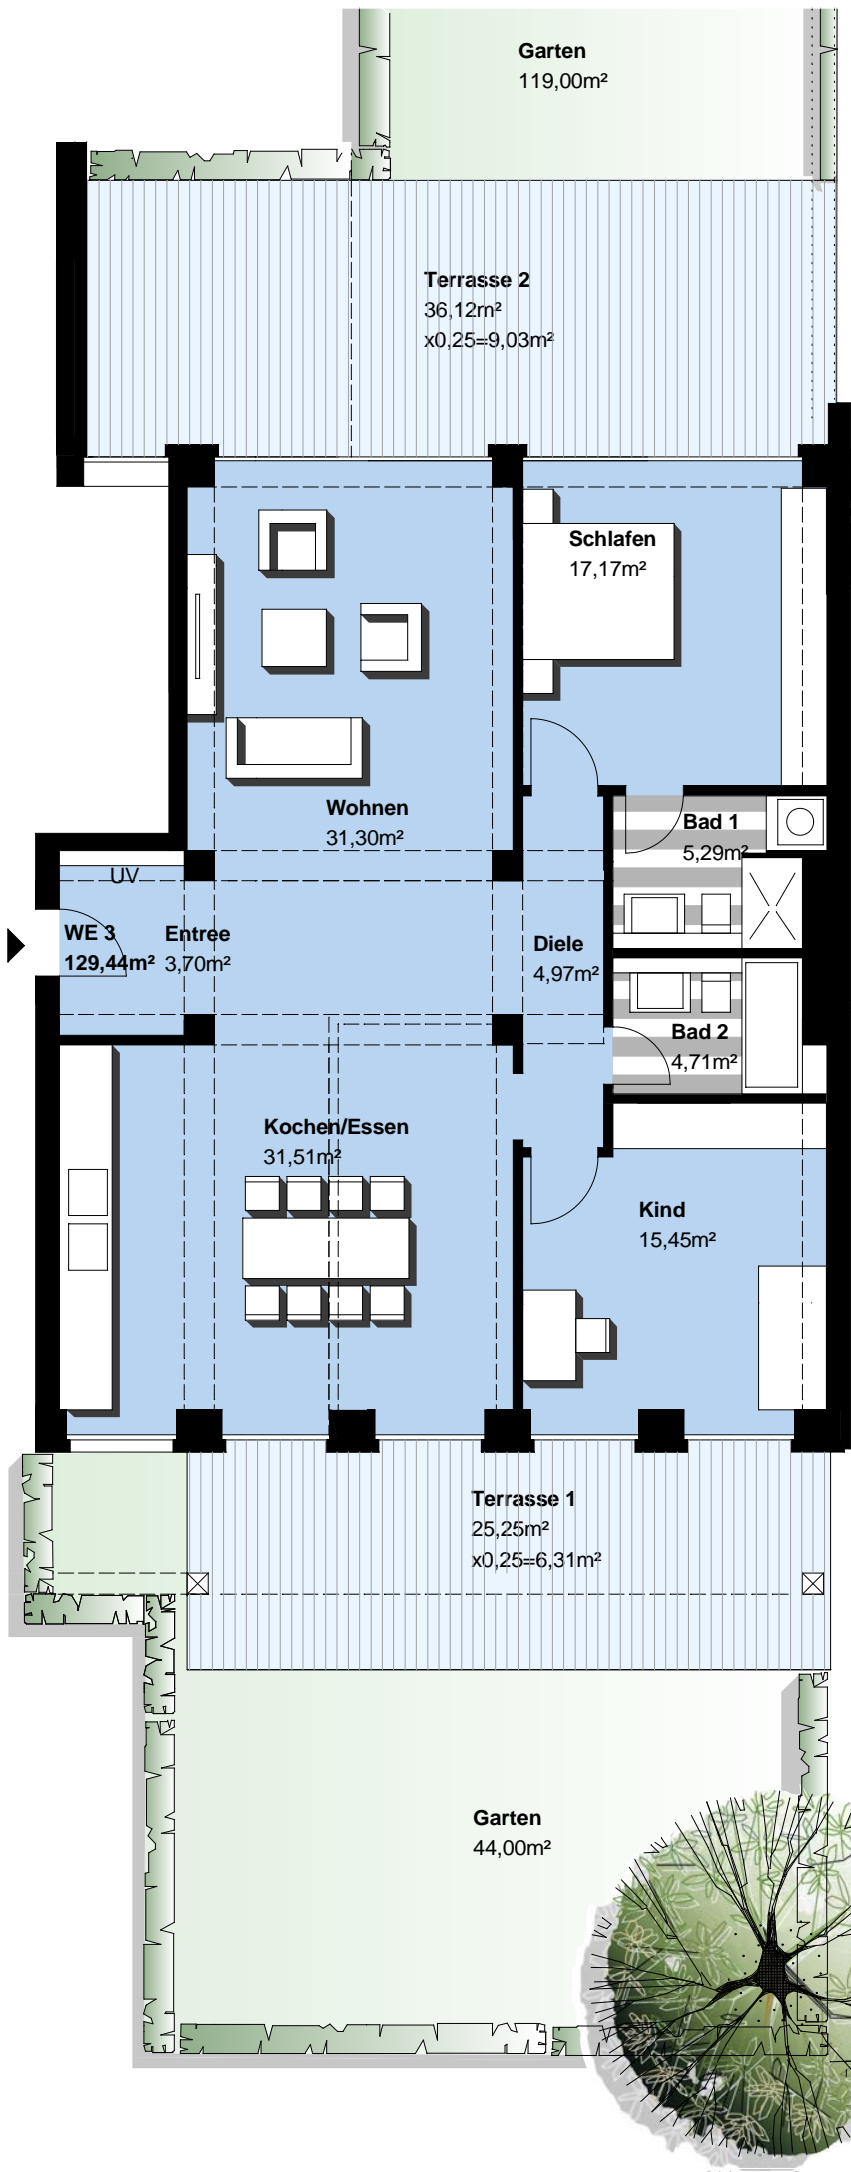 Garten
119,00m²
Terrasse 2
36,12m²
x0,25=9,03m²
Schlafen
17,17m²
Wohnen
31,30m²
Bad 1
5,29m²
UV
WE 3
129,44m²
Entree
3,70m²
Diele
4,97m²
Bad 2
4,71m²
Kochen/Essen
31,51m²
Kind
15,45m²
Terrasse 1
25,25m²
x0,25=6,31m²
Garten
44,00m²